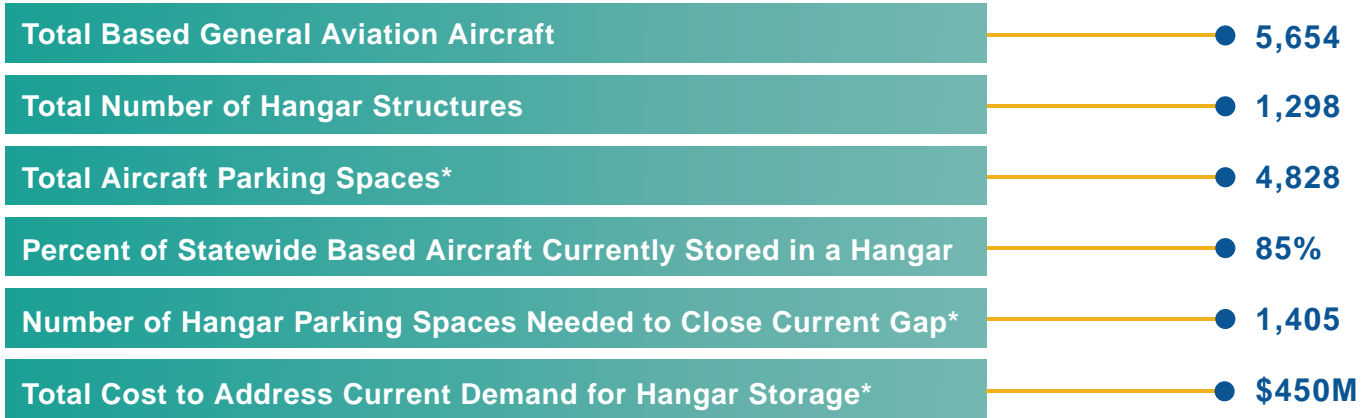 Total Based General Aviation Aircraft 5,654
Total Number of Hangar Structures 1,298
Total Aircraft Parking Spaces* 4,828
Percent of Statewide Based Aircraft Currently Stored in a Hangar 85%
Number of Hangar Parking Spaces Needed to Close Current Gap* 1,405
Total Cost to Address Current Demand for Hangar Storage* $450M